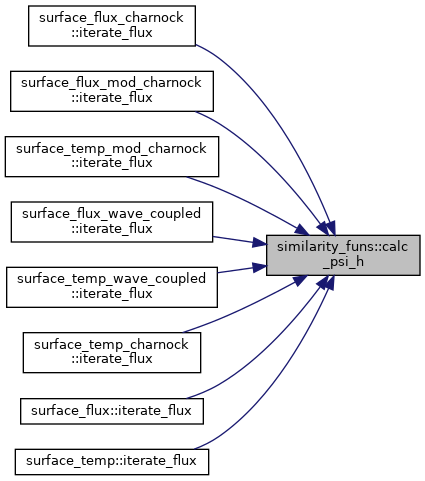 surface_flux_charnock
::iterate_flux
surface_flux_mod_charnock
::iterate_flux
surface_temp_mod_charnock
::iterate_flux
surface_flux_wave_coupled
::iterate_flux
similarity_funs::calc
_psi_h
surface_temp_wave_coupled
::iterate_flux
surface_temp_charnock
::iterate_flux
surface_flux::iterate_flux
surface_temp::iterate_flux